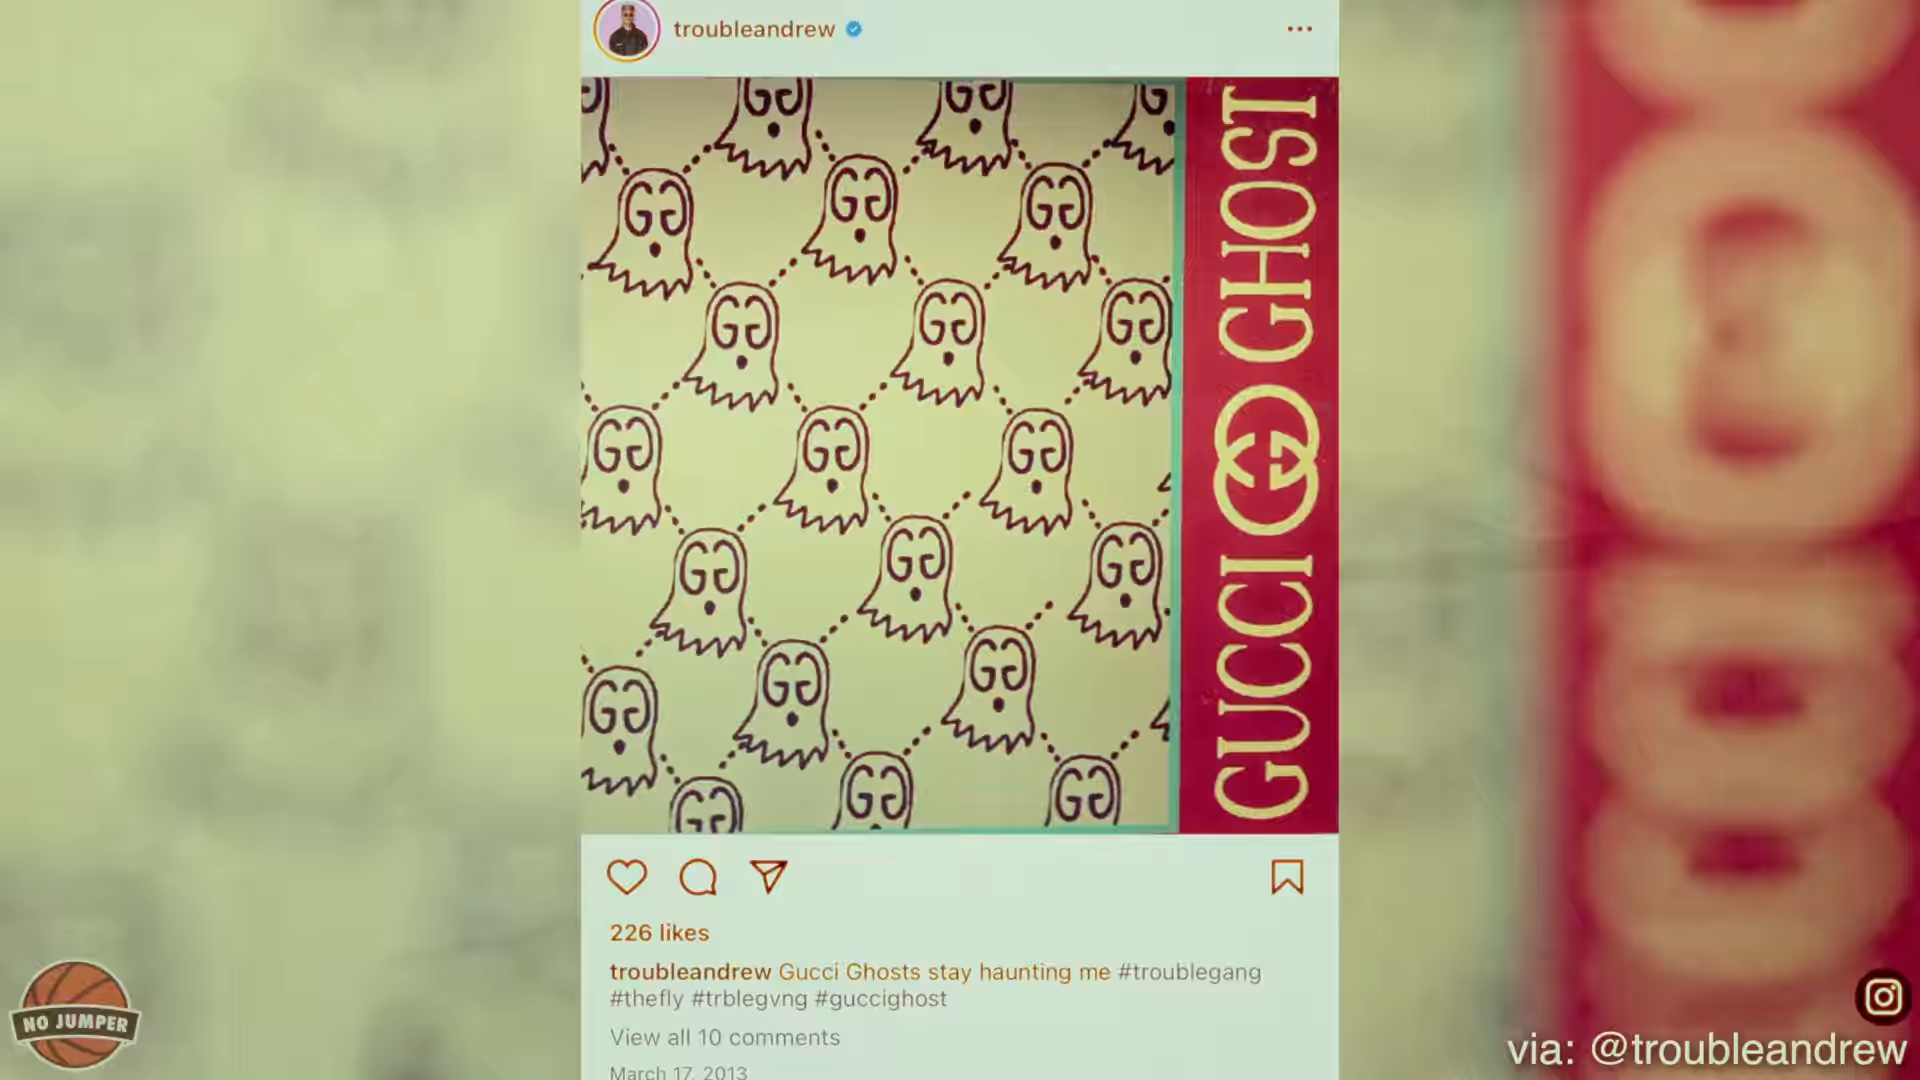 troubleandrew
GUCCI GG GHOST
226 likes
troubleandrew Gucci Ghosts stay haunting me #troublegang
#thefly #trblegvng #guccighost
View all 10 comments
March 17, 2013
NO JUMPER
via: @troubleandrew